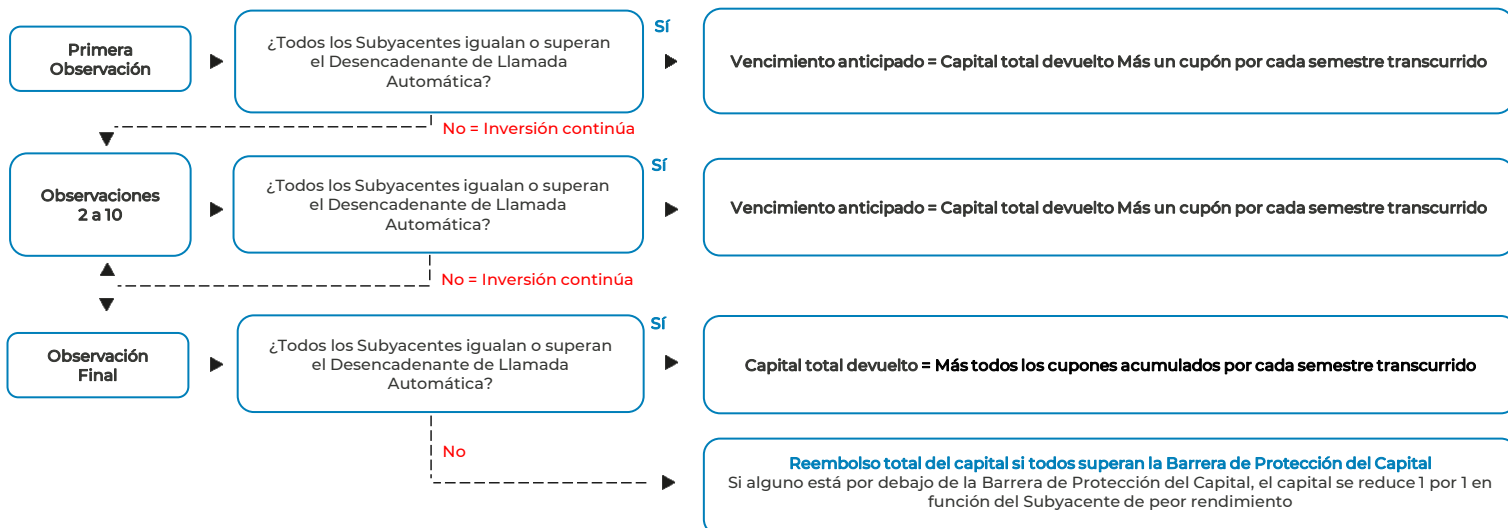 Primera
Observación
¿Todos los Subyacentes igualan o superan
el Desencadenante de Llamada
Automática?
Sí
Vencimiento anticipado = Capital total devuelto Más un cupón por cada semestre transcurrido
No = Inversión continúa
Observaciones
2 a 10
¿Todos los Subyacentes igualan o superan
el Desencadenante de Llamada
Automática?
Sí
Vencimiento anticipado = Capital total devuelto Más un cupón por cada semestre transcurrido
No = Inversión continúa
Observación
Final
¿Todos los Subyacentes igualan o superan
el Desencadenante de Llamada
Automática?
Sí
Capital total devuelto = Más todos los cupones acumulados por cada semestre transcurrido
No
Reembolso total del capital si todos superan la Barrera de Protección del Capital
Si alguno está por debajo de la Barrera de Protección del Capital, el capital se reduce 1 por 1 en
función del Subyacente de peor rendimiento